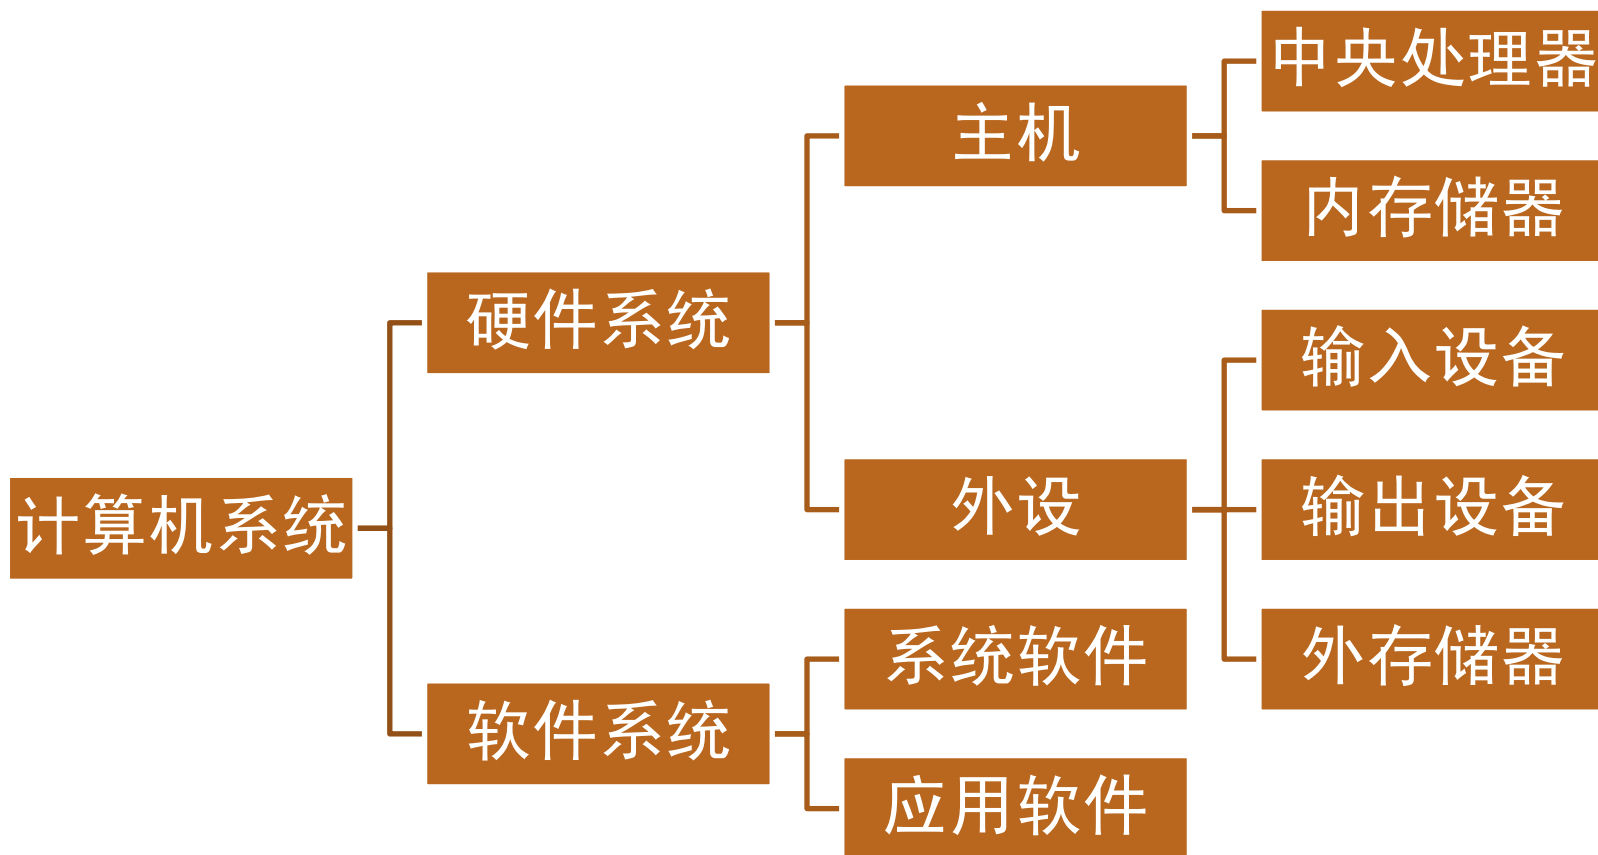 中央处理器
主机
内存储器
硬件系统
输入设备
计算机系统
外设
输出设备
系统软件
外存储器
软件系统
应用软件